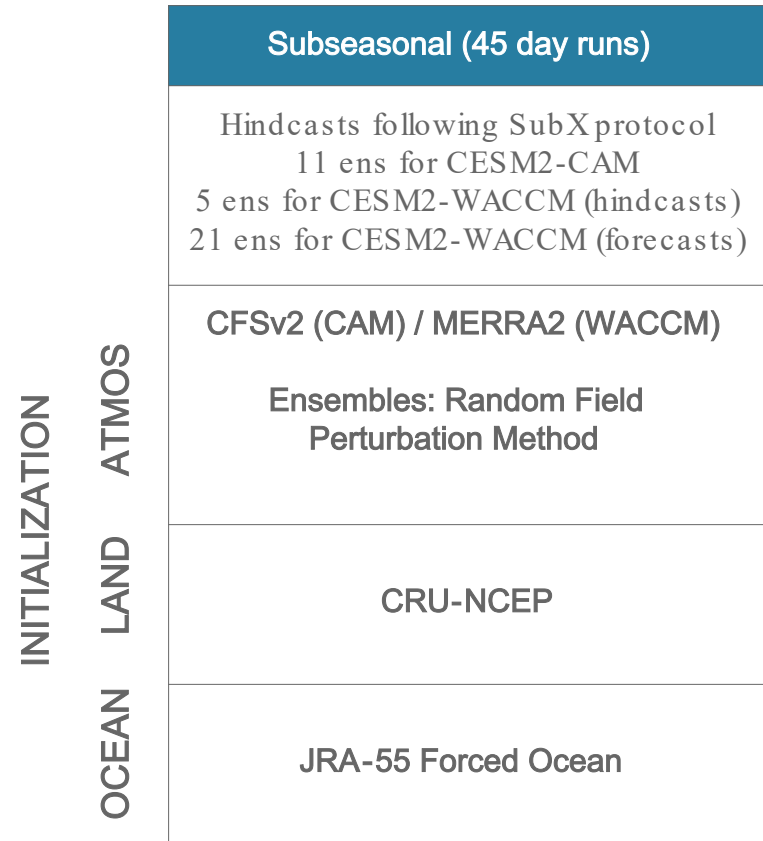 Subseasonal (45 day runs)
Hindcasts following SubX protocol
11 ens for CESM2-CAM
5 ens for CESM2-WACCM (hindcasts)
21 ens for CESM2-WACCM (forecasts)
INITIALIZATION
ATMOS
CFSv2 (CAM) / MERRA2 (WACCM)
Ensembles: Random Field
Perturbation Method
LAND
CRU-NCEP
OCEAN
JRA-55 Forced Ocean